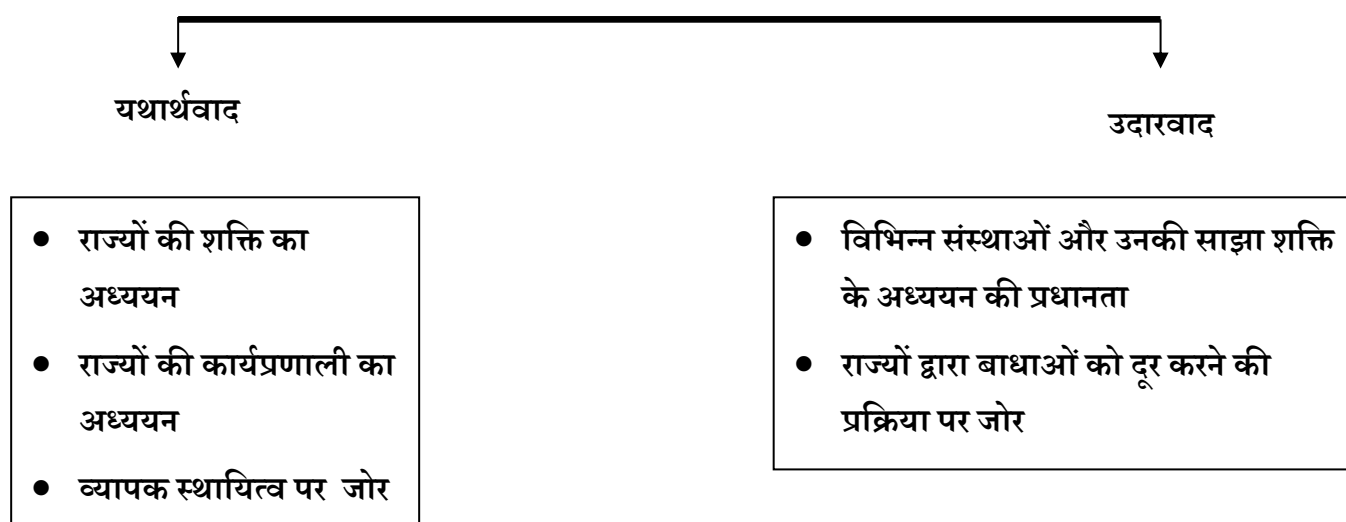 यथार्थवाद
उदारवाद
● राज्यों की शक्ति का
अध्ययन
● राज्यों की कार्यप्रणाली का
अध्ययन
● व्यापक स्थायित्व पर जोर
● विभिन्न संस्थाओं और उनकी साझा शक्ति
के अध्ययन की प्रधानता
● राज्यों द्वारा बाधाओं को दूर करने की
प्रक्रिया पर जोर